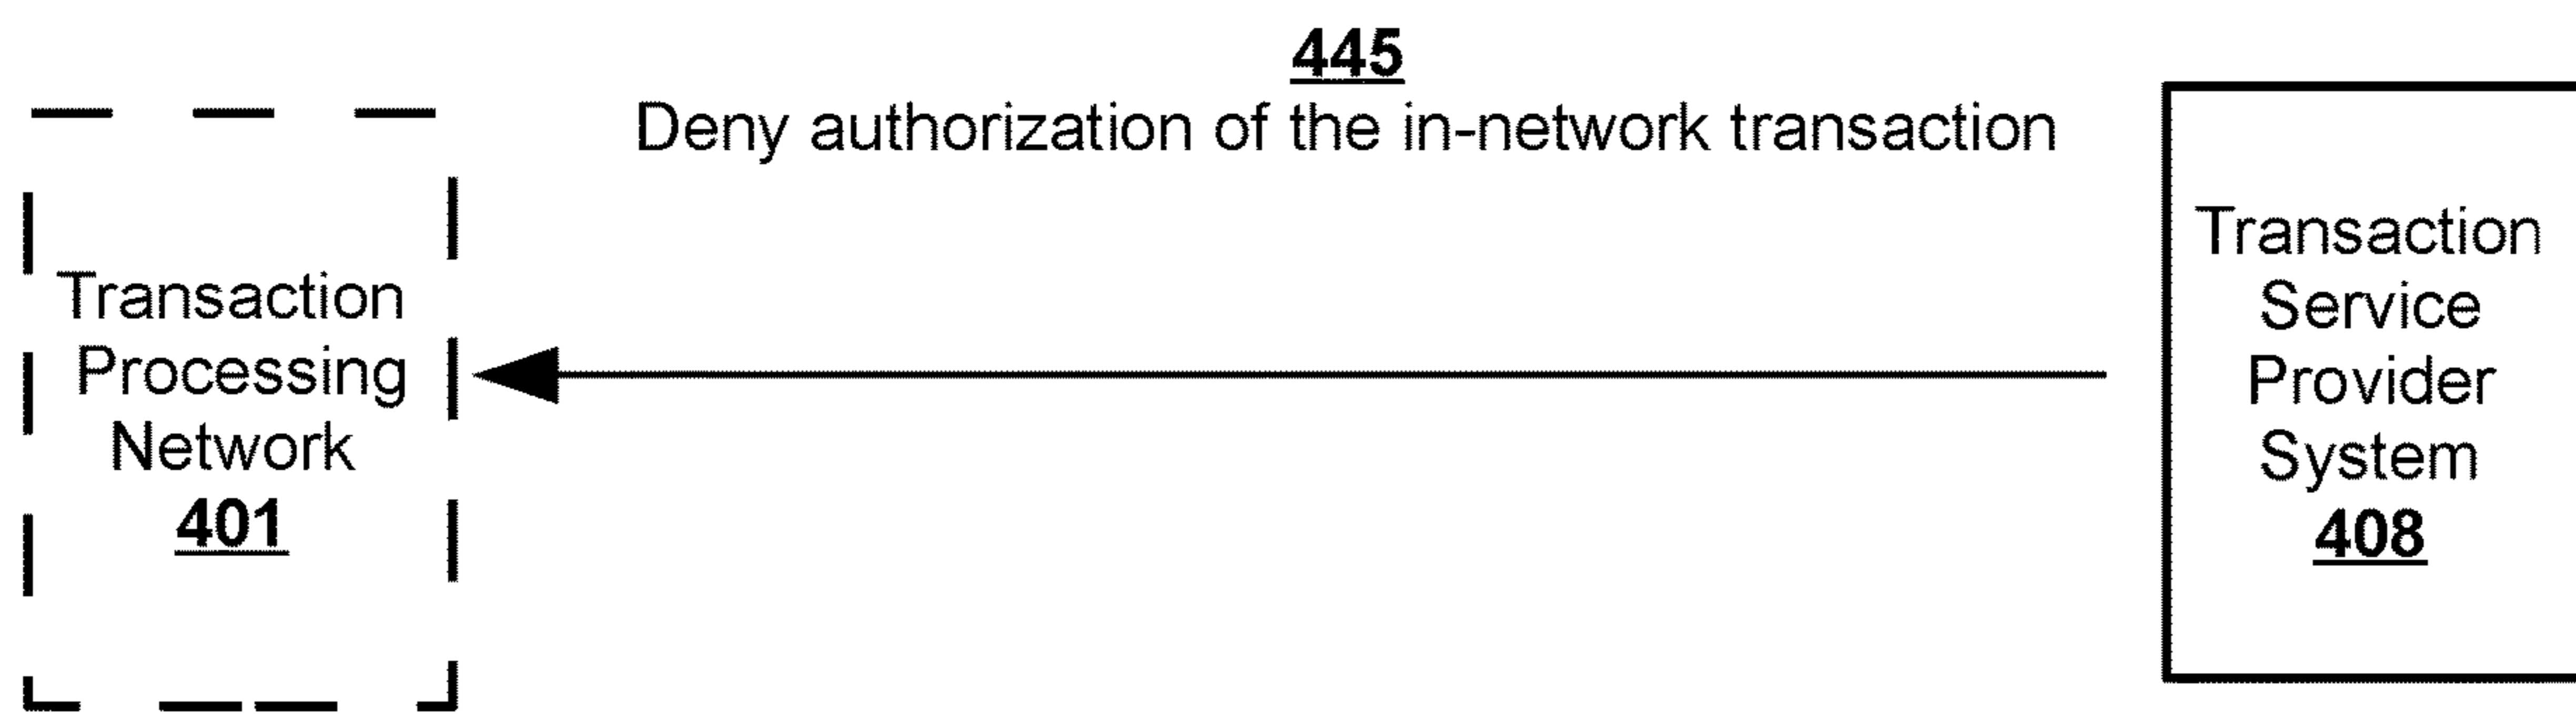 445
Deny authorization of the in-network transaction
Transaction
Processing
Network
401
Transaction
Service
Provider
System
408